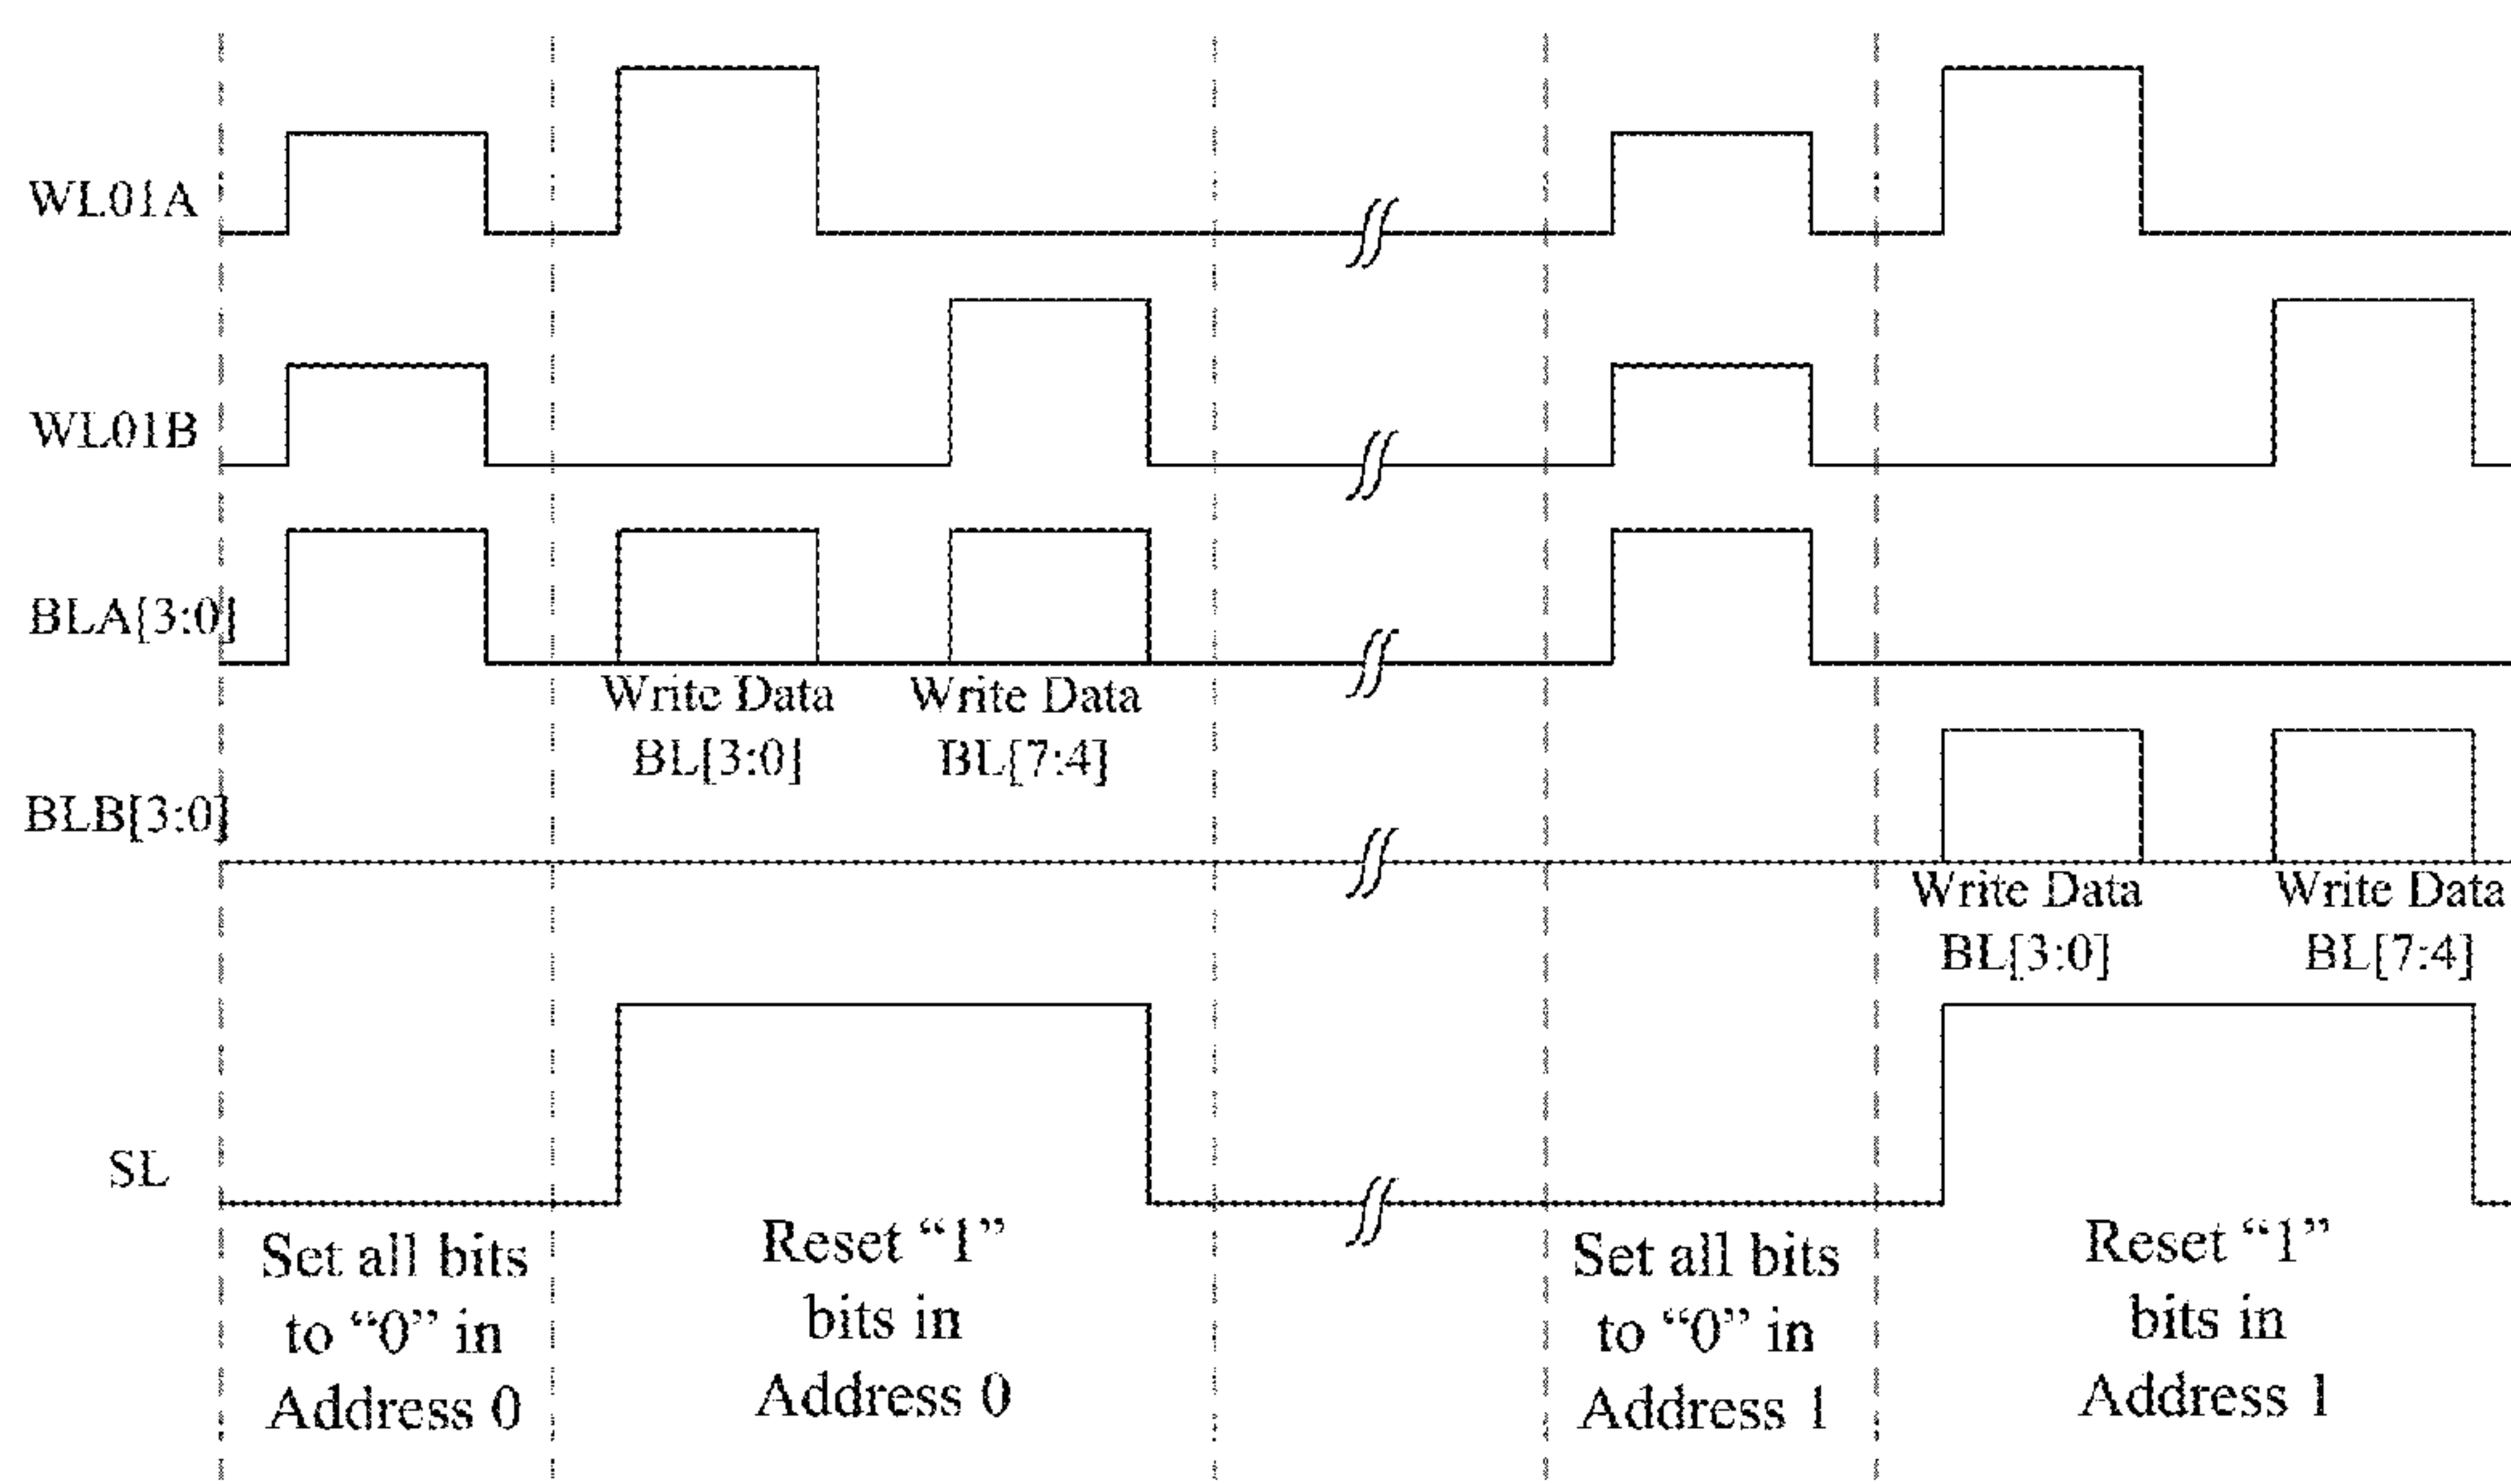 WL01A
WL01B
BLA[3:0]
Write Data
BL[3:0]
Write Data
BL[7:4]
BLB[3:0]
Write Data
BL[3:0]
Write Data
BL[7:4]
SL
Set all bits
to “0” in
Address 0
Reset “1”
bits in
Address 0
Set all bits
to “0” in
Address 1
Reset “1”
bits in
Address 1